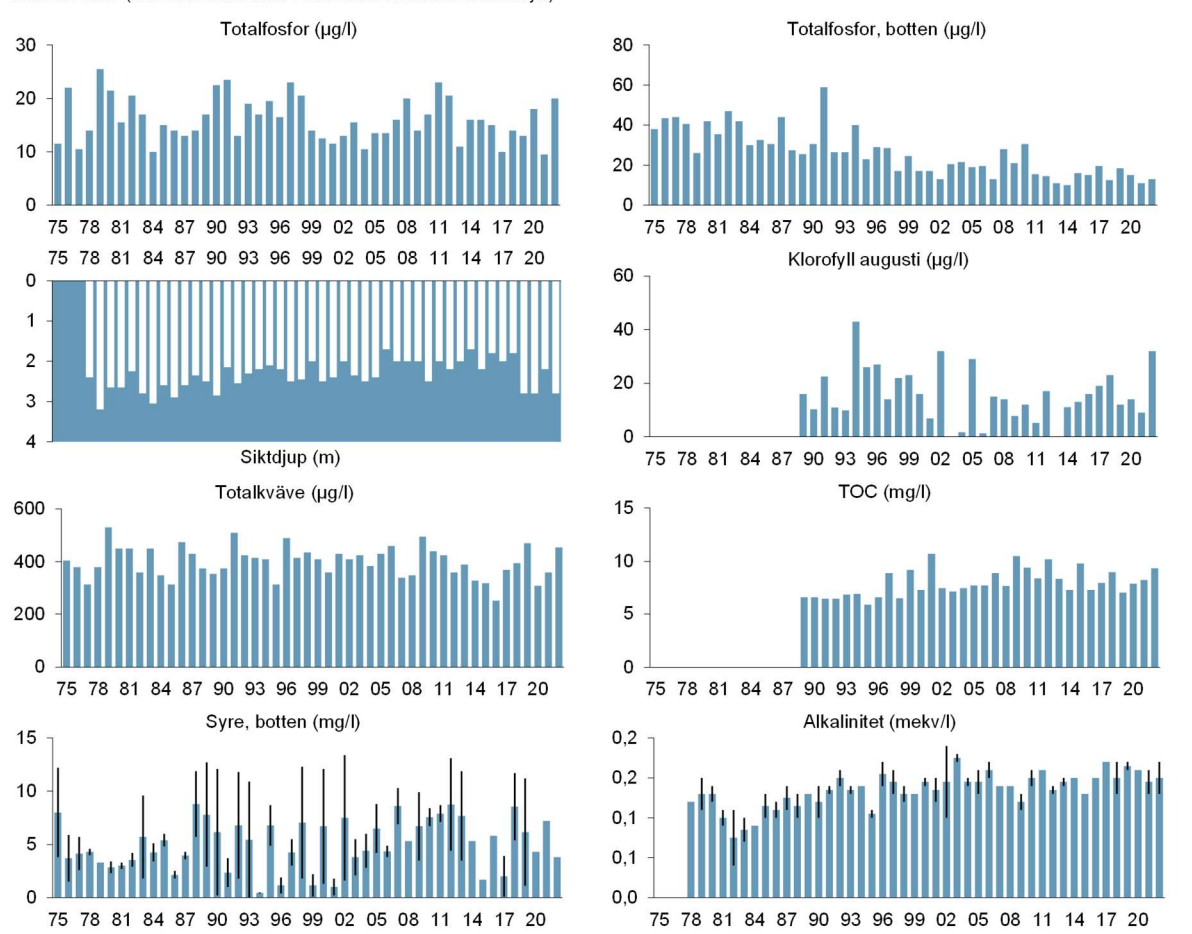 Totalfosfor (µg/l)
30
20
10
0
75 78 81 84 87 90 93 96 99 02 05 08 11 14 17 20
Totalfosfor, botten (µg/l)
80
60
40
20
0
75 78 81 84 87 90 93 96 99 02 05 08 11 14 17 20
75 78 81 84 87 90 93 96 99 02 05 08 11 14 17 20
0
1
2
3
4
Siktdjup (m)
Klorofyll augusti (µg/l)
60
40
20
0
75 78 81 84 87 90 93 96 99 02 05 08 11 14 17 20
Totalkväve (µg/l)
600
400
200
0
75 78 81 84 87 90 93 96 99 02 05 08 11 14 17 20
TOC (mg/l)
15
10
5
0
75 78 81 84 87 90 93 96 99 02 05 08 11 14 17 20
Syre, botten (mg/l)
15
10
5
0
75 78 81 84 87 90 93 96 99 02 05 08 11 14 17 20
Alkalinitet (mekv/l)
0,2
0,2
0,1
0,1
0,0
75 78 81 84 87 90 93 96 99 02 05 08 11 14 17 20